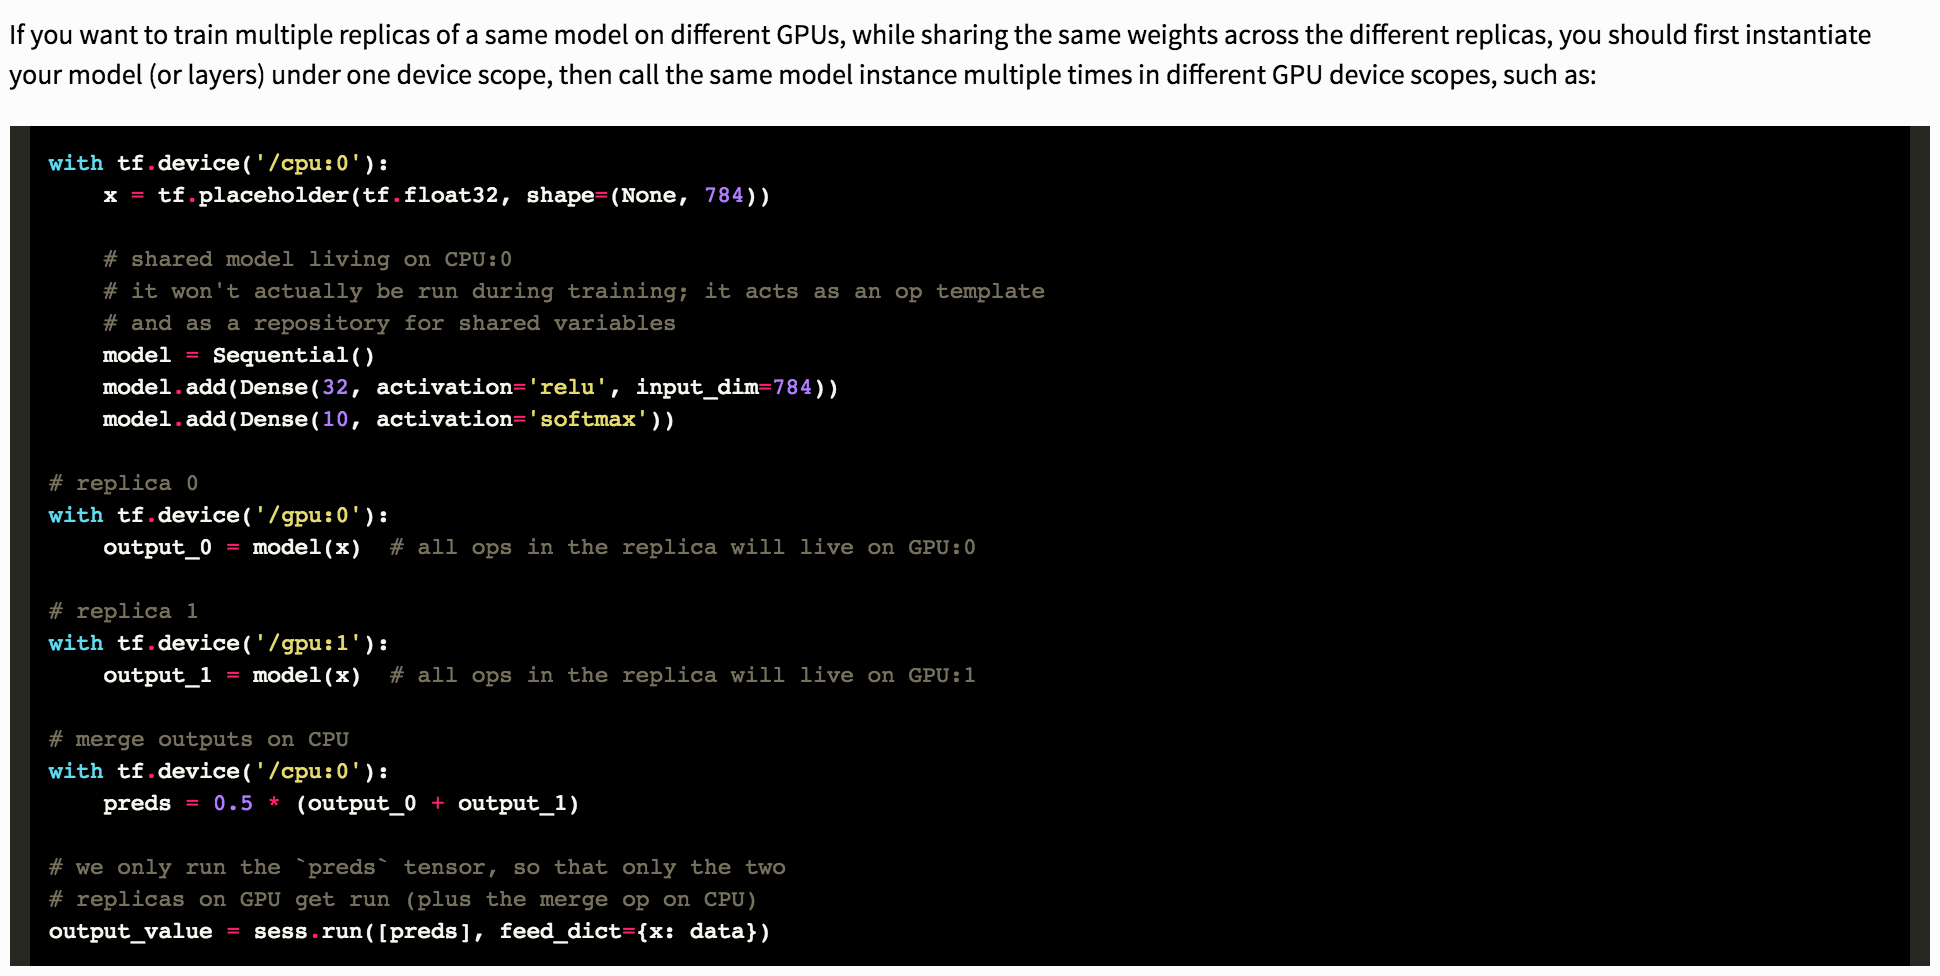 If you want to train multiple replicas of a same model on different GPUs, while sharing the same weights across the different replicas, you should first instantiate
your model (or layers) under one device scope, then call the same model instance multiple times in different GPU device scopes, such as:
with tf.device('/cpu:0'):
    x = tf.placeholder(tf.float32, shape=(None, 784))
    # shared model living on CPU:0
    # it won't actually be run during training; it acts as an op template
    # and as a repository for shared variables
    model = Sequential()
    model.add(Dense(32, activation='relu', input_dim=784))
    model.add(Dense(10, activation='softmax'))
# replica 0
with tf.device('/gpu:0'):
    output_0 = model(x)  # all ops in the replica will live on GPU:0
# replica 1
with tf.device('/gpu:1'):
    output_1 = model(x)  # all ops in the replica will live on GPU:1
# merge outputs on CPU
with tf.device('/cpu:0'):
    preds = 0.5 * (output_0 + output_1)
# we only run the `preds` tensor, so that only the two
# replicas on GPU get run (plus the merge op on CPU)
output_value = sess.run([preds], feed_dict={x: data})